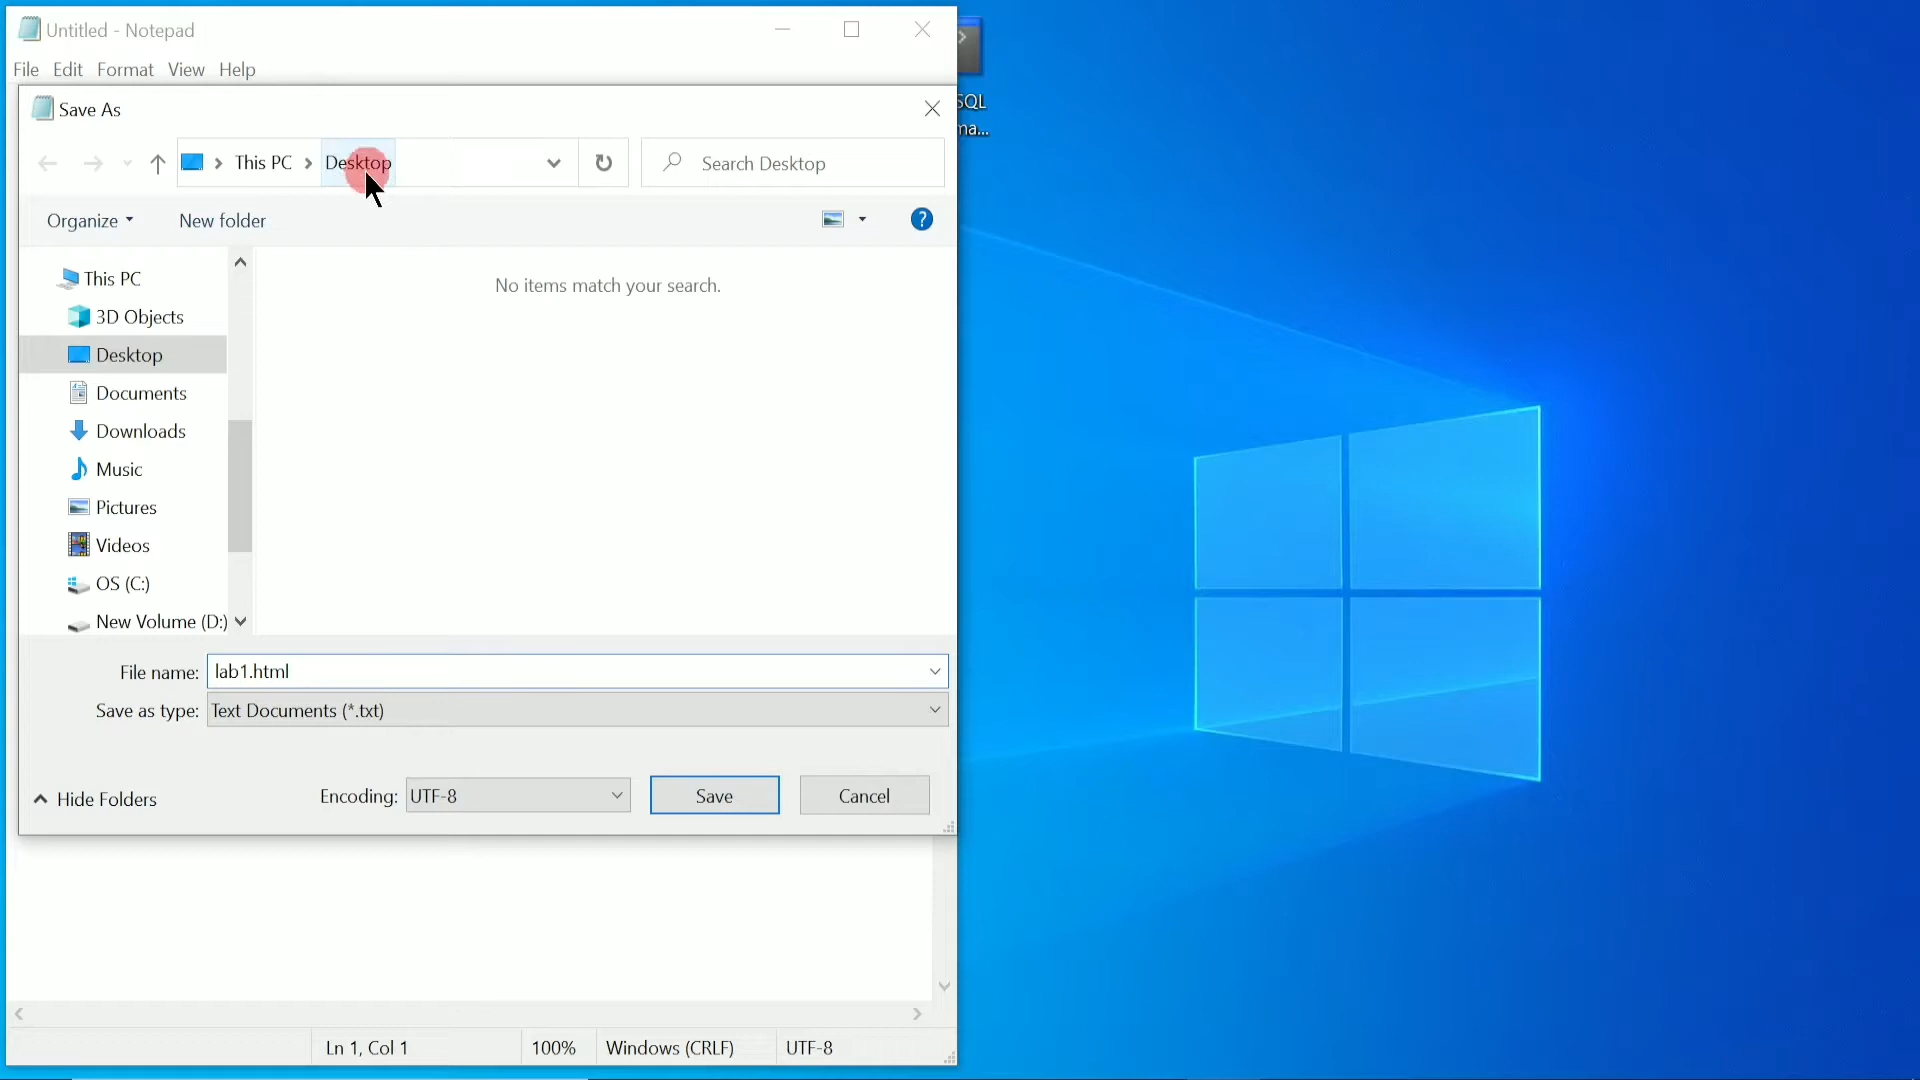 Untitled - Notepad
File Edit Format View Help
SQL
ma...
Save As
This PC Desktop
Search Desktop
Organize New folder
?
This PC
3D Objects
Desktop
Documents
Downloads
Music
Pictures
Videos
OS (C:)
New Volume (D:)
No items match your search.
File name: lab1.html
Save as type: Text Documents (*.txt)
Hide Folders
Encoding: UTF-8
Save
Cancel
Ln 1, Col 1 100% Windows (CRLF) UTF-8